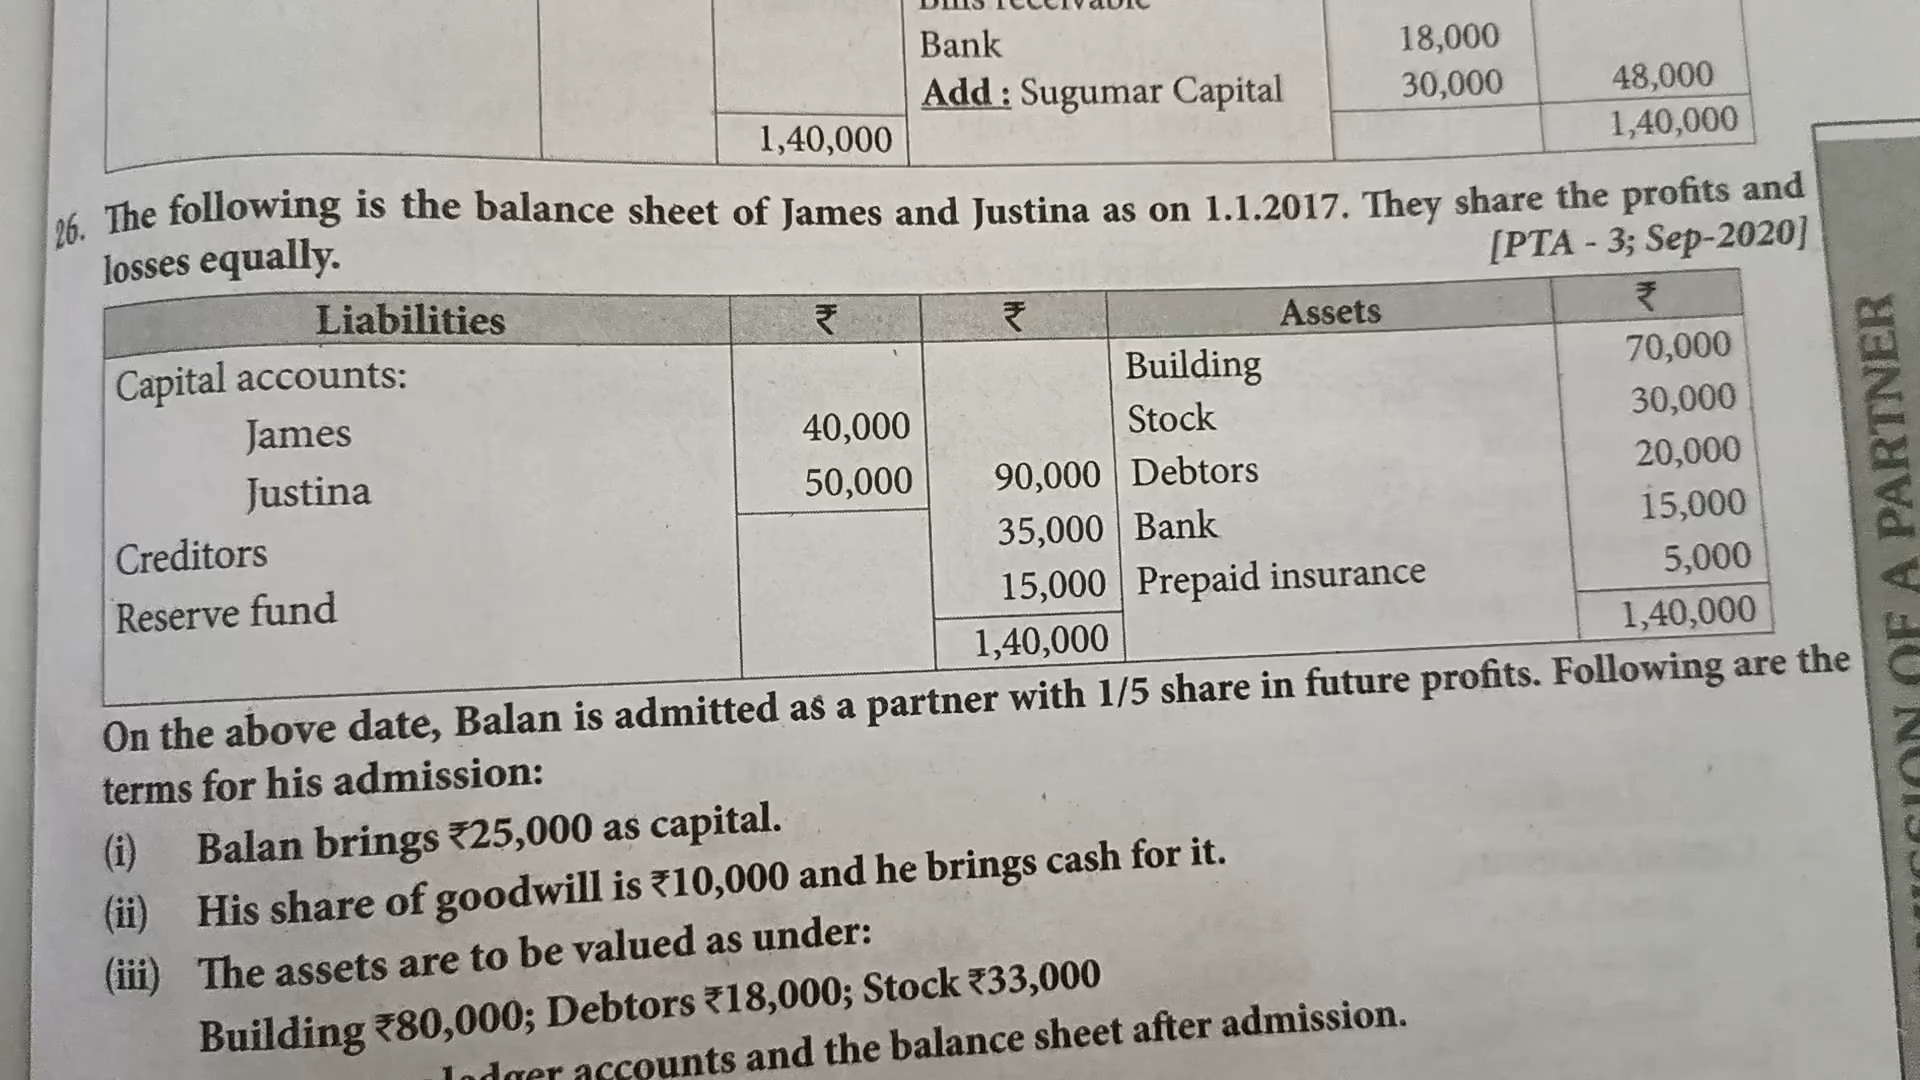 Bills receivable
Bank 18,000
Add : Sugumar Capital 30,000 48,000
1,40,000 1,40,000
26. The following is the balance sheet of James and Justina as on 1.1.2017. They share the profits and
losses equally. [PTA - 3; Sep-2020]
Liabilities ₹ ₹ Assets ₹
Capital accounts: Building 70,000
James 40,000 Stock 30,000
Justina 50,000 90,000 Debtors 20,000
Creditors 35,000 Bank 15,000
Reserve fund 15,000 Prepaid insurance 5,000
1,40,000 1,40,000
On the above date, Balan is admitted as a partner with 1/5 share in future profits. Following are the
terms for his admission:
(i) Balan brings ₹25,000 as capital.
(ii) His share of goodwill is ₹10,000 and he brings cash for it.
(iii) The assets are to be valued as under:
Building ₹80,000; Debtors ₹18,000; Stock ₹33,000
ledger accounts and the balance sheet after admission.
OF A PARTNER